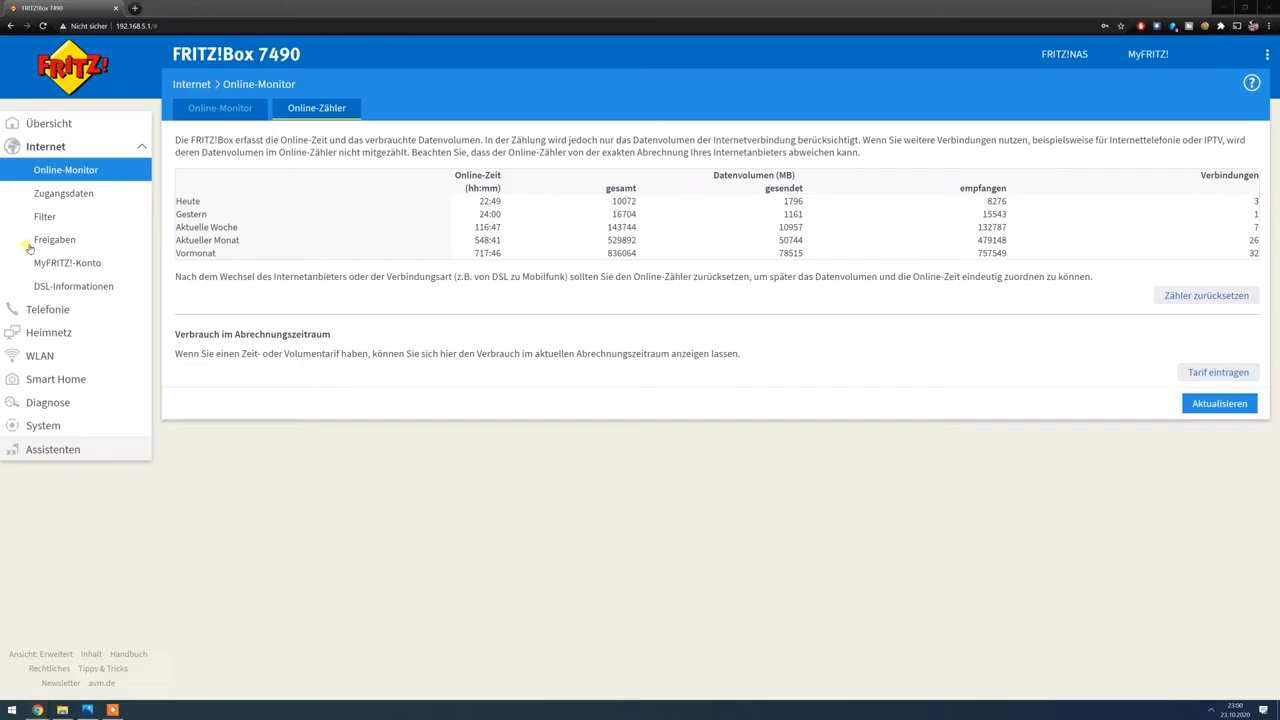 FRITZ!Box 7490
Nicht sicher 192.168.5.1/#
FRITZ!
FRITZ!Box 7490
FRITZ!NAS
MyFRITZ!
Internet > Online-Monitor
Online-Monitor
Online-Zähler
Übersicht
Internet
Online-Monitor
Zugangsdaten
Filter
Freigaben
MyFRITZ!-Konto
DSL-Informationen
Telefonie
Heimnetz
WLAN
Smart Home
Diagnose
System
Assistenten
Die FRITZ!Box erfasst die Online-Zeit und das verbrauchte Datenvolumen. In der Zählung wird jedoch nur das Datenvolumen der Internetverbindung berücksichtigt. Wenn Sie weitere Verbindungen nutzen, beispielsweise für Internettelefonie oder IPTV, wird
deren Datenvolumen im Online-Zähler nicht mitgezählt. Beachten Sie, dass der Online-Zähler von der exakten Abrechnung Ihres Internetanbieters abweichen kann.
Online-Zeit Datenvolumen (MB) Verbindungen
(hh:mm) gesamt gesendet empfangen
Heute 22:49 10072 1796 8276 3
Gestern 24:00 16704 1161 15543 1
Aktuelle Woche 116:47 143744 10957 132787 7
Aktueller Monat 548:41 529892 50744 479148 26
Vormonat 717:46 836064 78515 757549 32
Nach dem Wechsel des Internetanbieters oder der Verbindungsart (z.B. von DSL zu Mobilfunk) sollten Sie den Online-Zähler zurücksetzen, um später das Datenvolumen und die Online-Zeit eindeutig zuordnen zu können.
Zähler zurücksetzen
Verbrauch im Abrechnungszeitraum
Wenn Sie einen Zeit- oder Volumentarif haben, können Sie sich hier den Verbrauch im aktuellen Abrechnungszeitraum anzeigen lassen.
Tarif eintragen
Aktualisieren
Ansicht: Erweitert Inhalt Handbuch
Rechtliches Tipps & Tricks
Newsletter avm.de
23:00
23.10.2020